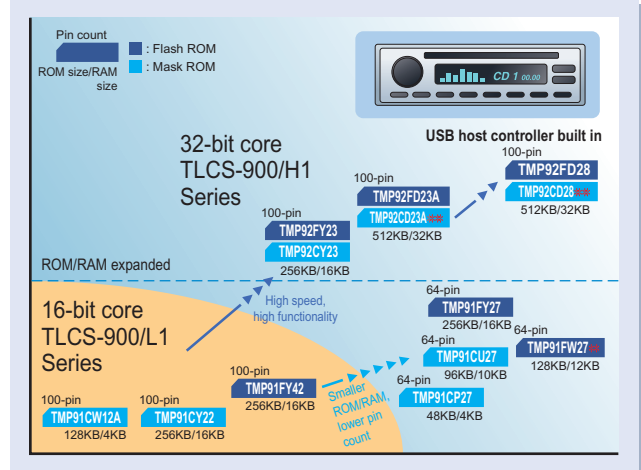 Pin count
: Flash ROM
ROM size/RAM size
: Mask ROM
CD 1 00.00
USB host controller built in
32-bit core
TLCS-900/H1
Series
100-pin
TMP92FD28
TMP92CD28**
512KB/32KB
100-pin
TMP92FD23A
TMP92CD23A**
512KB/32KB
100-pin
TMP92FY23
TMP92CY23
256KB/16KB
ROM/RAM expanded
High speed,
high functionality
16-bit core
TLCS-900/L1
Series
64-pin
TMP91FY27
256KB/16KB
64-pin
TMP91FW27*
128KB/12KB
64-pin
TMP91CU27
96KB/10KB
64-pin
TMP91CP27
48KB/4KB
Smaller
ROM/RAM,
lower pin
count
100-pin
TMP91FY42
256KB/16KB
100-pin
TMP91CW12A
128KB/4KB
100-pin
TMP91CY22
256KB/16KB